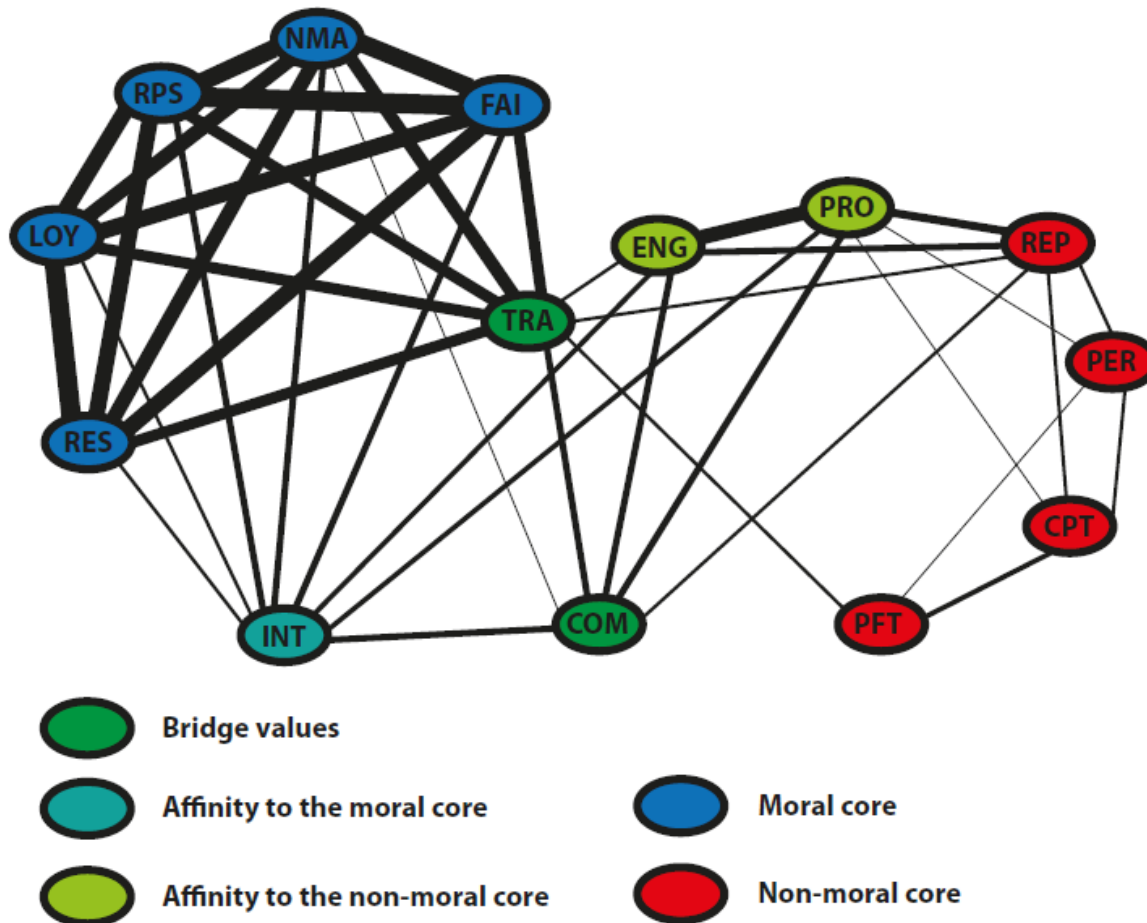 NMA
RPS
FAI
LOY
PRO
ENG
REP
TRA
PER
RES
CPT
INT
COM
PFT
Bridge values
Affinity to the moral core
Moral core
Affinity to the non-moral core
Non-moral core